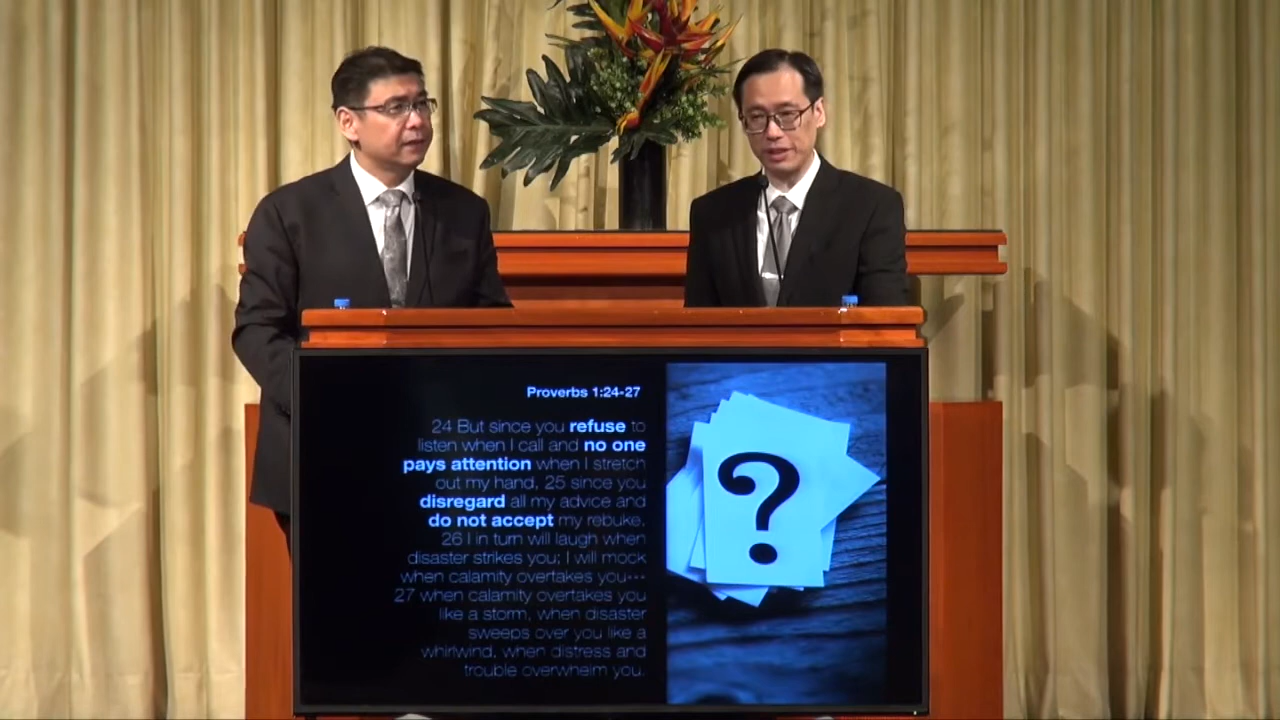 Proverbs 1:24-27
24 But since you refuse to
listen when I call and no one
pays attention when I stretch
out my hand, 25 since you
disregard all my advice and
do not accept my rebuke,
26 I in turn will laugh when
disaster strikes you; I will mock
when calamity overtakes you---
27 when calamity overtakes you
like a storm, when disaster
sweeps over you like a
whirlwind, when distress and
trouble overwhelm you.
?